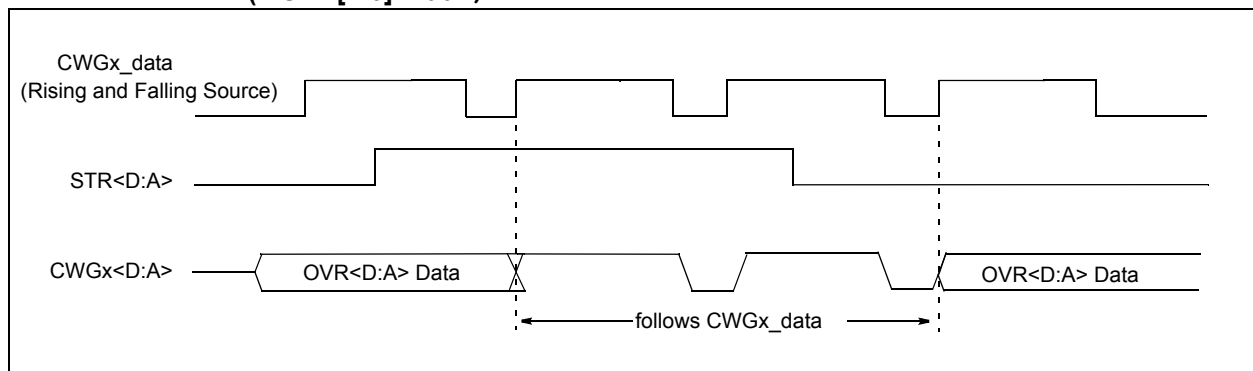 CWGx_data
(Rising and Falling Source)
STR<D:A>
CWGx<D:A>
OVR<D:A> Data
OVR<D:A> Data
follows CWGx_data